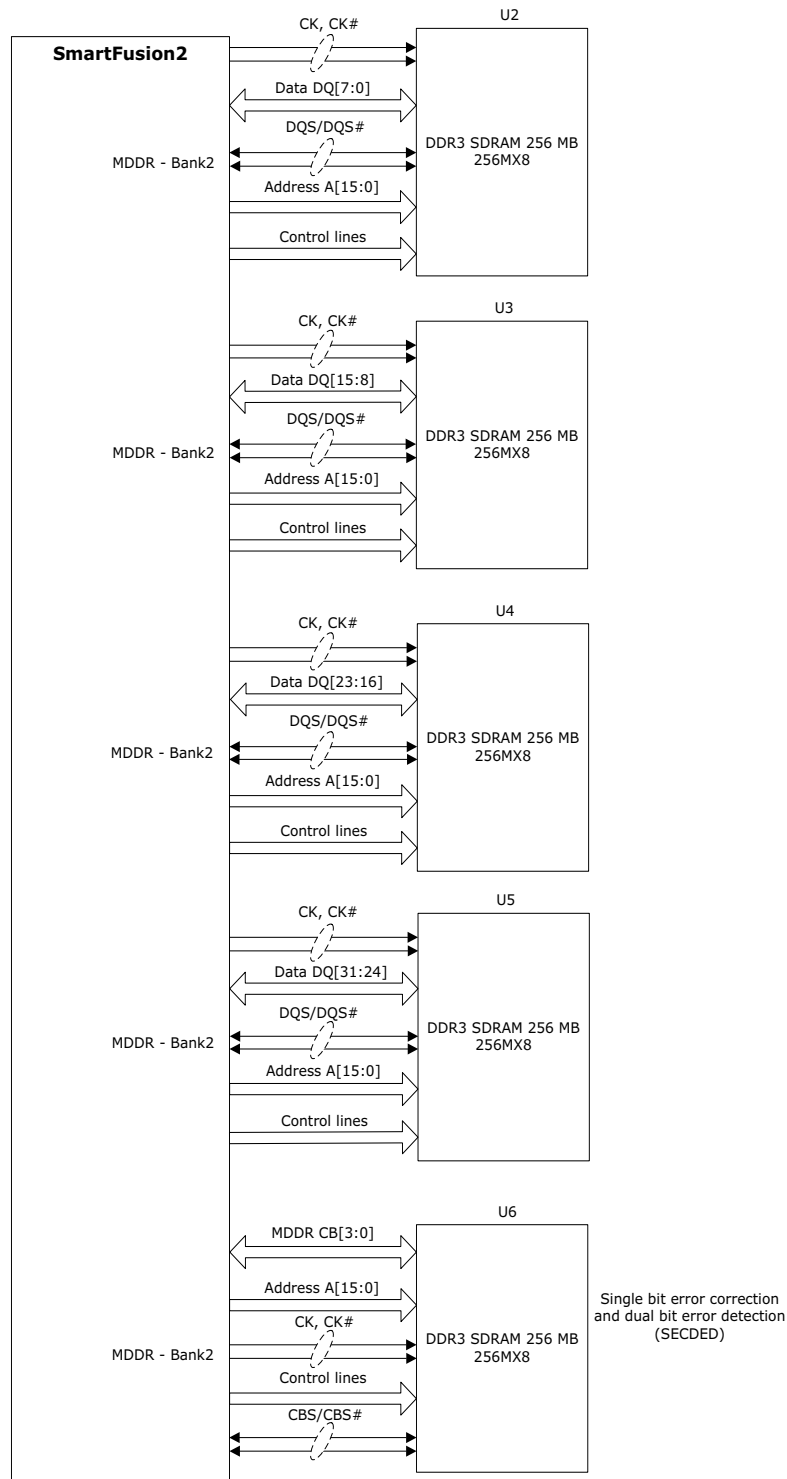 U2
CK, CK#
SmartFusion2
Data DQ[7:0]
DQS/DQS#
DDR3 SDRAM 256 MB
256MX8
MDDR - Bank2
Address A[15:0]
Control lines
U3
CK, CK#
Data DQ[15:8]
DQS/DQS#
DDR3 SDRAM 256 MB
256MX8
MDDR - Bank2
Address A[15:0]
Control lines
U4
CK, CK#
Data DQ[23:16]
DQS/DQS#
DDR3 SDRAM 256 MB
256MX8
MDDR - Bank2
Address A[15:0]
Control lines
U5
CK, CK#
Data DQ[31:24]
DQS/DQS#
DDR3 SDRAM 256 MB
256MX8
MDDR - Bank2
Address A[15:0]
Control lines
U6
MDDR CB[3:0]
Address A[15:0]
Single bit error correction
and dual bit error detection
(SECDED)
CK, CK#
DDR3 SDRAM 256 MB
256MX8
MDDR - Bank2
Control lines
CBS/CBS#